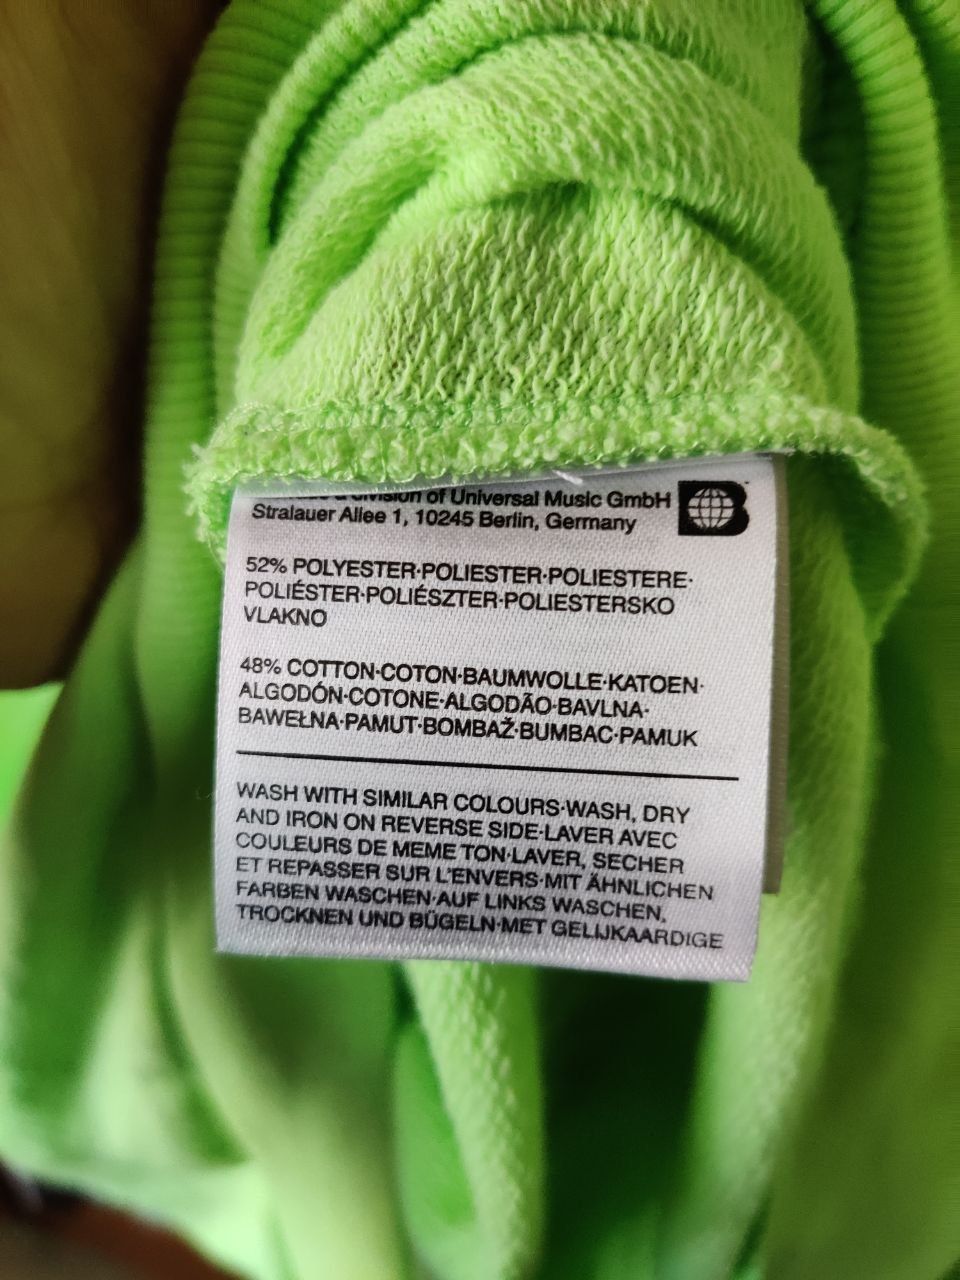 a division of Universal Music GmbH
Stralauer Allee 1, 10245 Berlin, Germany
B
52% POLYESTER·POLIESTER·POLIESTERE·
POLIÉSTER·POLIÉSZTER·POLIESTERSKO
VLAKNO
48% COTTON·COTON·BAUMWOLLE·KATOEN·
ALGODÓN·COTONE·ALGODÃO·BAVLNA·
BAWEŁNA·PAMUT·BOMBAŽ·BUMBAC·PAMUK
WASH WITH SIMILAR COLOURS·WASH, DRY
AND IRON ON REVERSE SIDE·LAVER AVEC
COULEURS DE MEME TON·LAVER, SECHER
ET REPASSER SUR L'ENVERS·MIT ÄHNLICHEN
FARBEN WASCHEN·AUF LINKS WASCHEN,
TROCKNEN UND BÜGELN·MET GELIJKAARDIGE